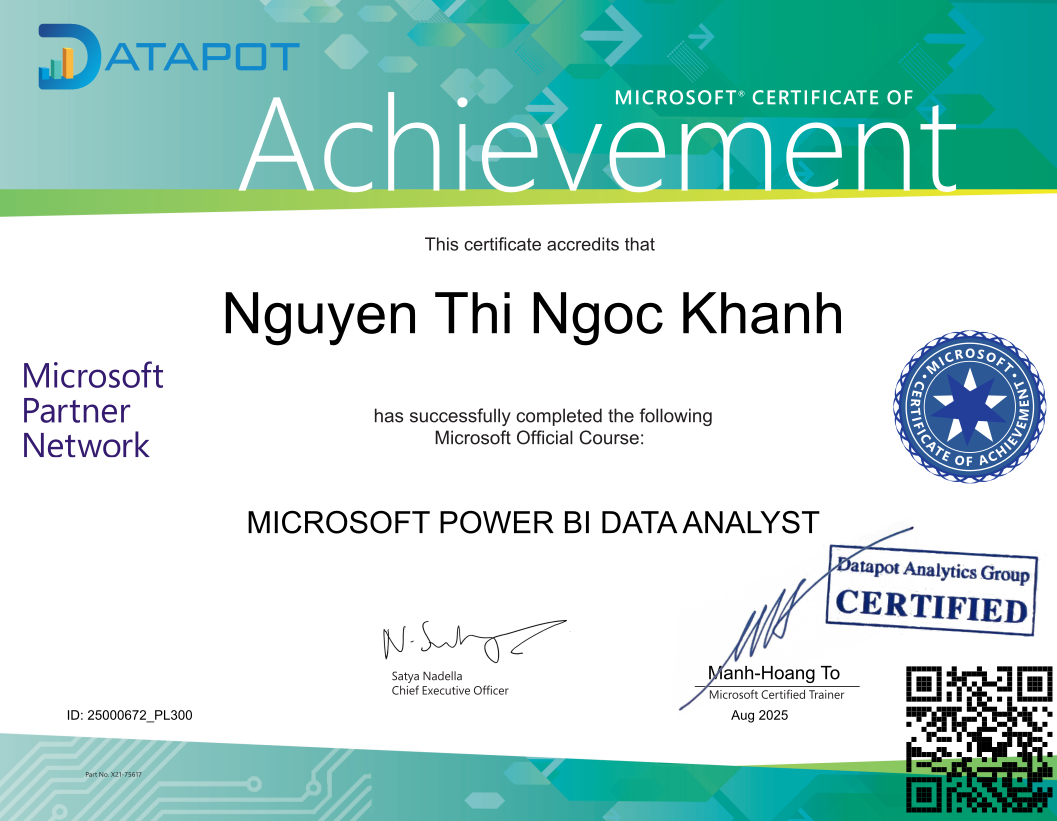 DATAPOT
MICROSOFT® CERTIFICATE OF
Achievement
This certificate accredits that
Nguyen Thi Ngoc Khanh
Microsoft
Partner
Network
• MICROSOFT •
CERTIFICATE OF ACHIEVEMENT
has successfully completed the following
Microsoft Official Course:
MICROSOFT POWER BI DATA ANALYST
Datapot Analytics Group
CERTIFIED
N. Satya Nadella
Chief Executive Officer
Manh-Hoang To
Microsoft Certified Trainer
ID: 25000672_PL300
Aug 2025
Part No. X21-75617